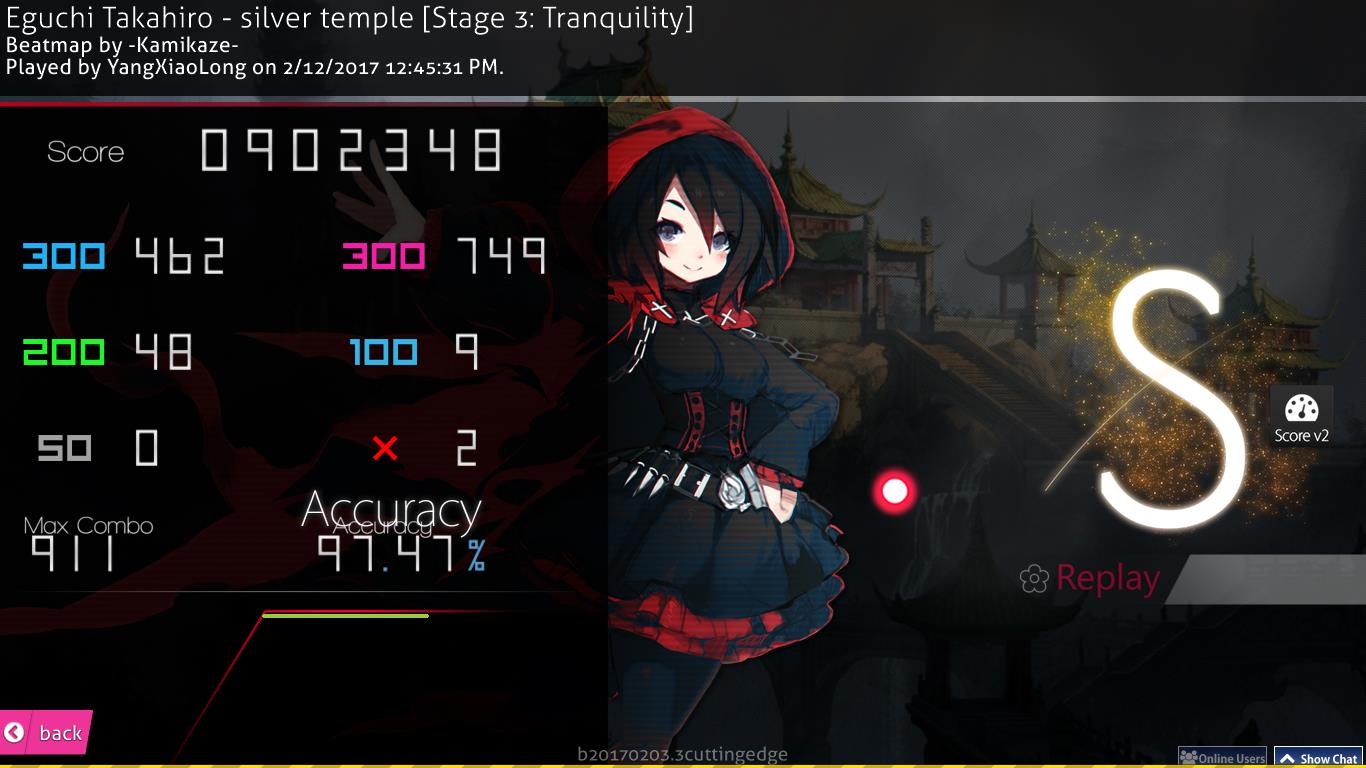 Eguchi Takahiro - silver temple [Stage 3: Tranquility]
Beatmap by -Kamikaze-
Played by YangXiaoLong on 2/12/2017 12:45:31 PM.
Score 0902348
300 462 300 749
200 48 100 9
50 0 X 2
S
Score v2
Max Combo Accuracy
Accuracy
911 97.47%
Replay
back
b20170203.3cuttingedge
Online Users Show Chat